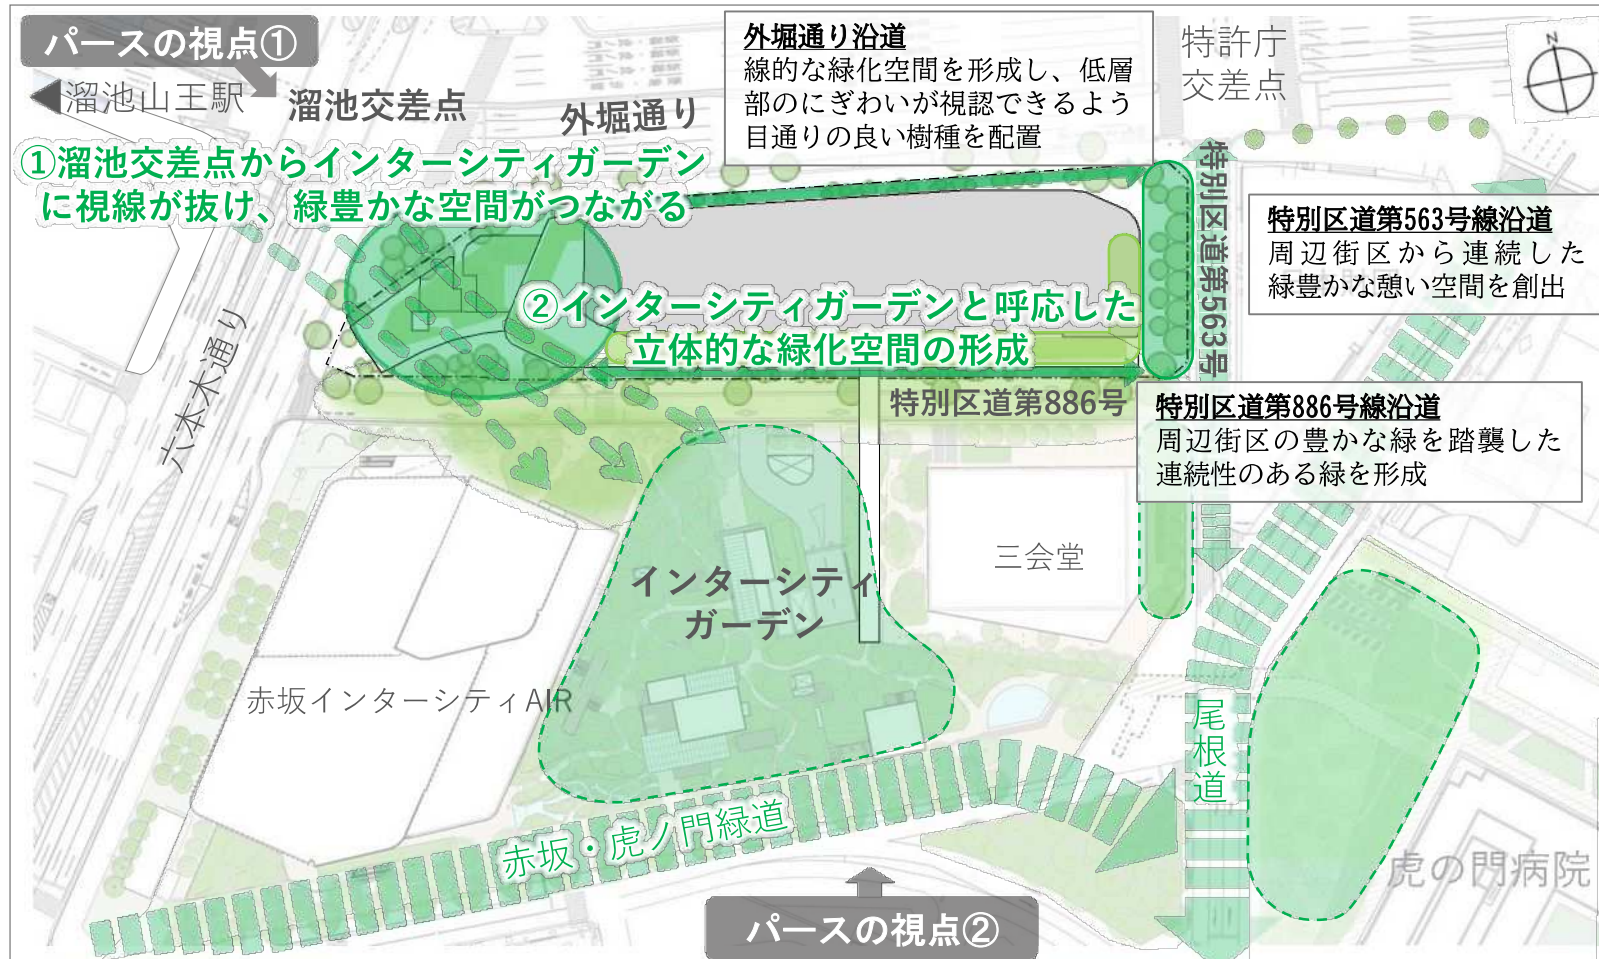 パースの視点①
◀溜池山王駅
溜池交差点
外堀通り
外堀通り沿道
線的な緑化空間を形成し、低層
部のにぎわいが視認できるよう
目通りの良い樹種を配置
特許庁
交差点
N
①溜池交差点からインターシティガーデン
に視線が抜け、緑豊かな空間がつながる
特別区道第563号
特別区道第563号線沿道
周辺街区から連続した
緑豊かな憩い空間を創出
②インターシティガーデンと呼応した
立体的な緑化空間の形成
六本木通り
特別区道第886号
特別区道第886号線沿道
周辺街区の豊かな緑を踏襲した
連続性のある緑を形成
三会堂
インターシティ
ガーデン
赤坂インターシティAIR
尾根道
赤坂・虎ノ門緑道
虎の門病院
パースの視点②